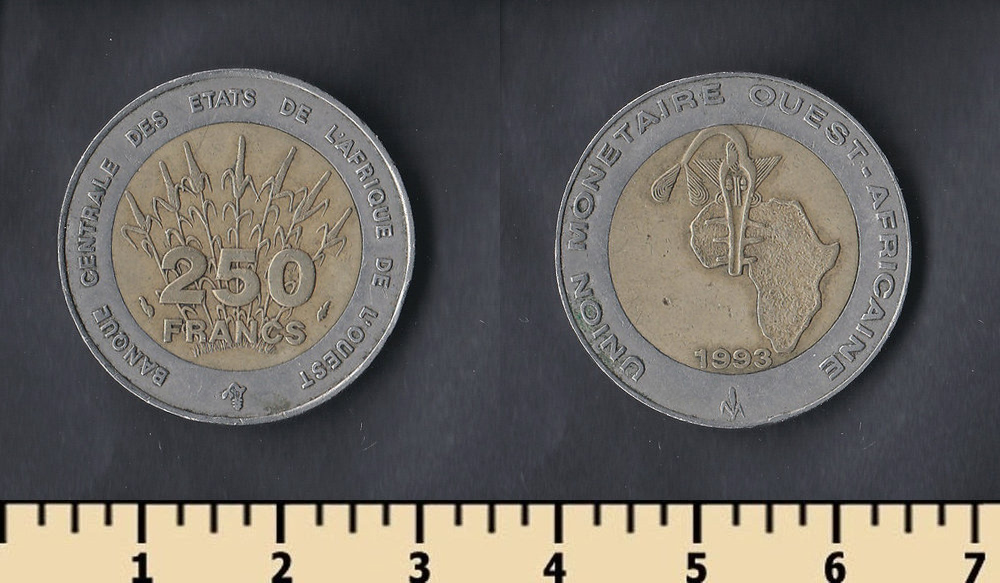 BANQUE CENTRALE DES ETATS DE L'AFRIQUE DE L'OUEST
250
FRANCS
UNION MONETAIRE OUEST-AFRICAINE
1993
1 2 3 4 5 6 7